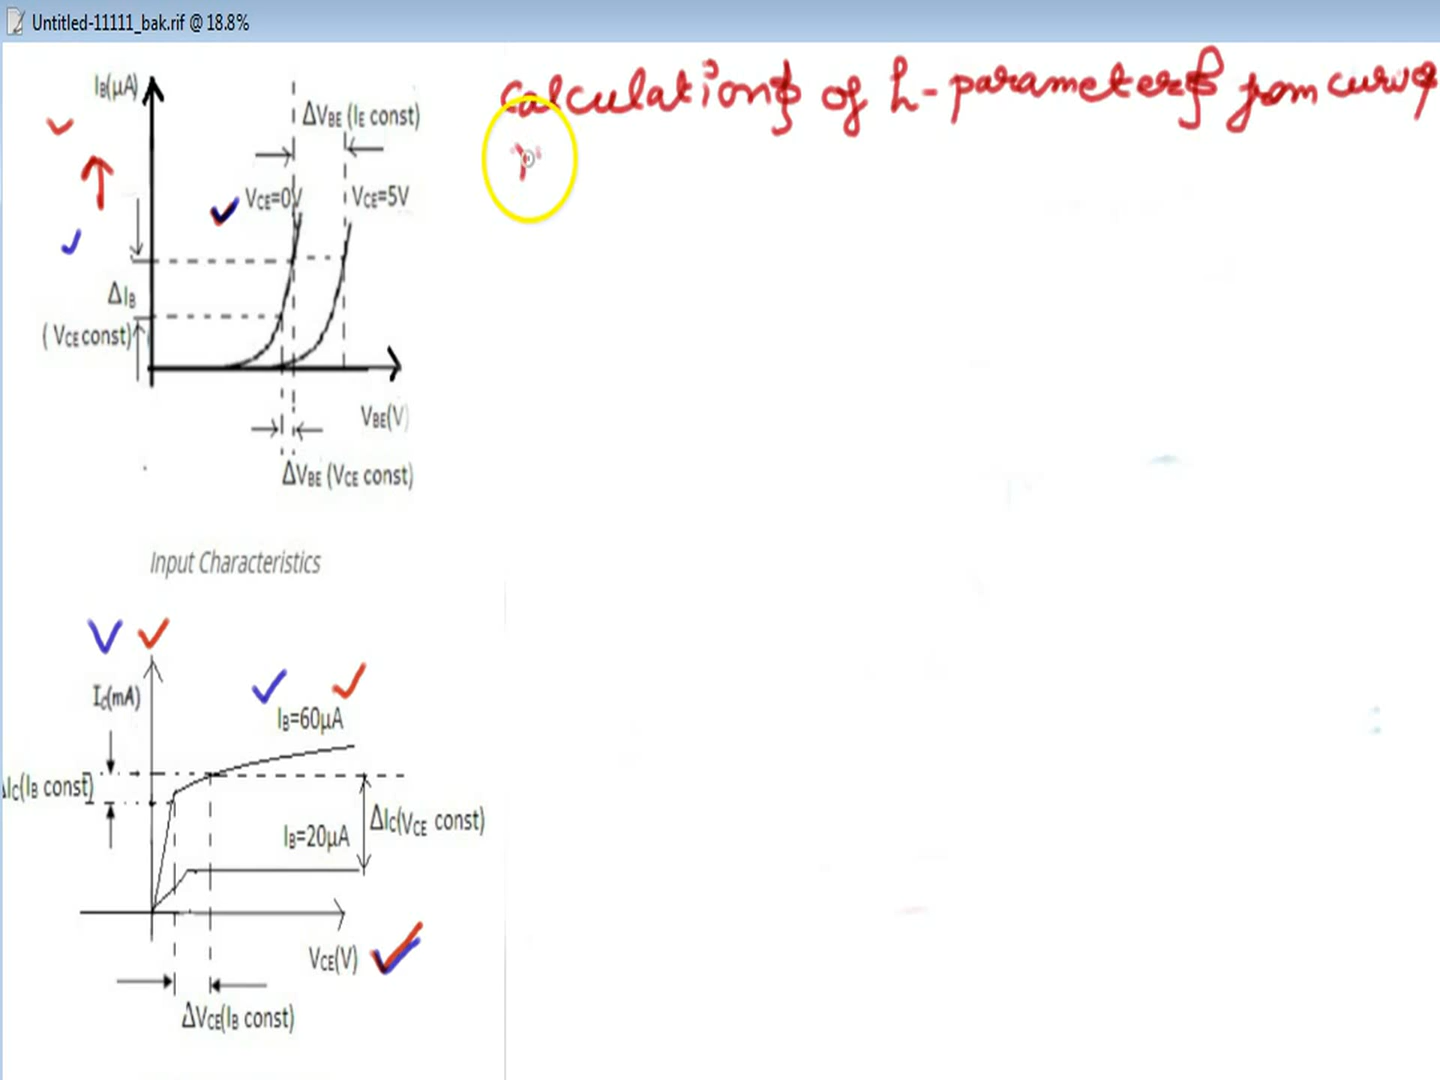 Untitled-11111_bak.rif @ 18.8%
calculations of h-parameters from curve
IB(μA)
ΔVBE (IE const)
VCE=0V
VCE=5V
ΔIB
( VCE const)
VBE(V)
ΔVBE (VCE const)
Input Characteristics
IC(mA)
IB=60μA
ΔIC(IB const)
IB=20μA
ΔIC(VCE const)
VCE(V)
ΔVCE(IB const)